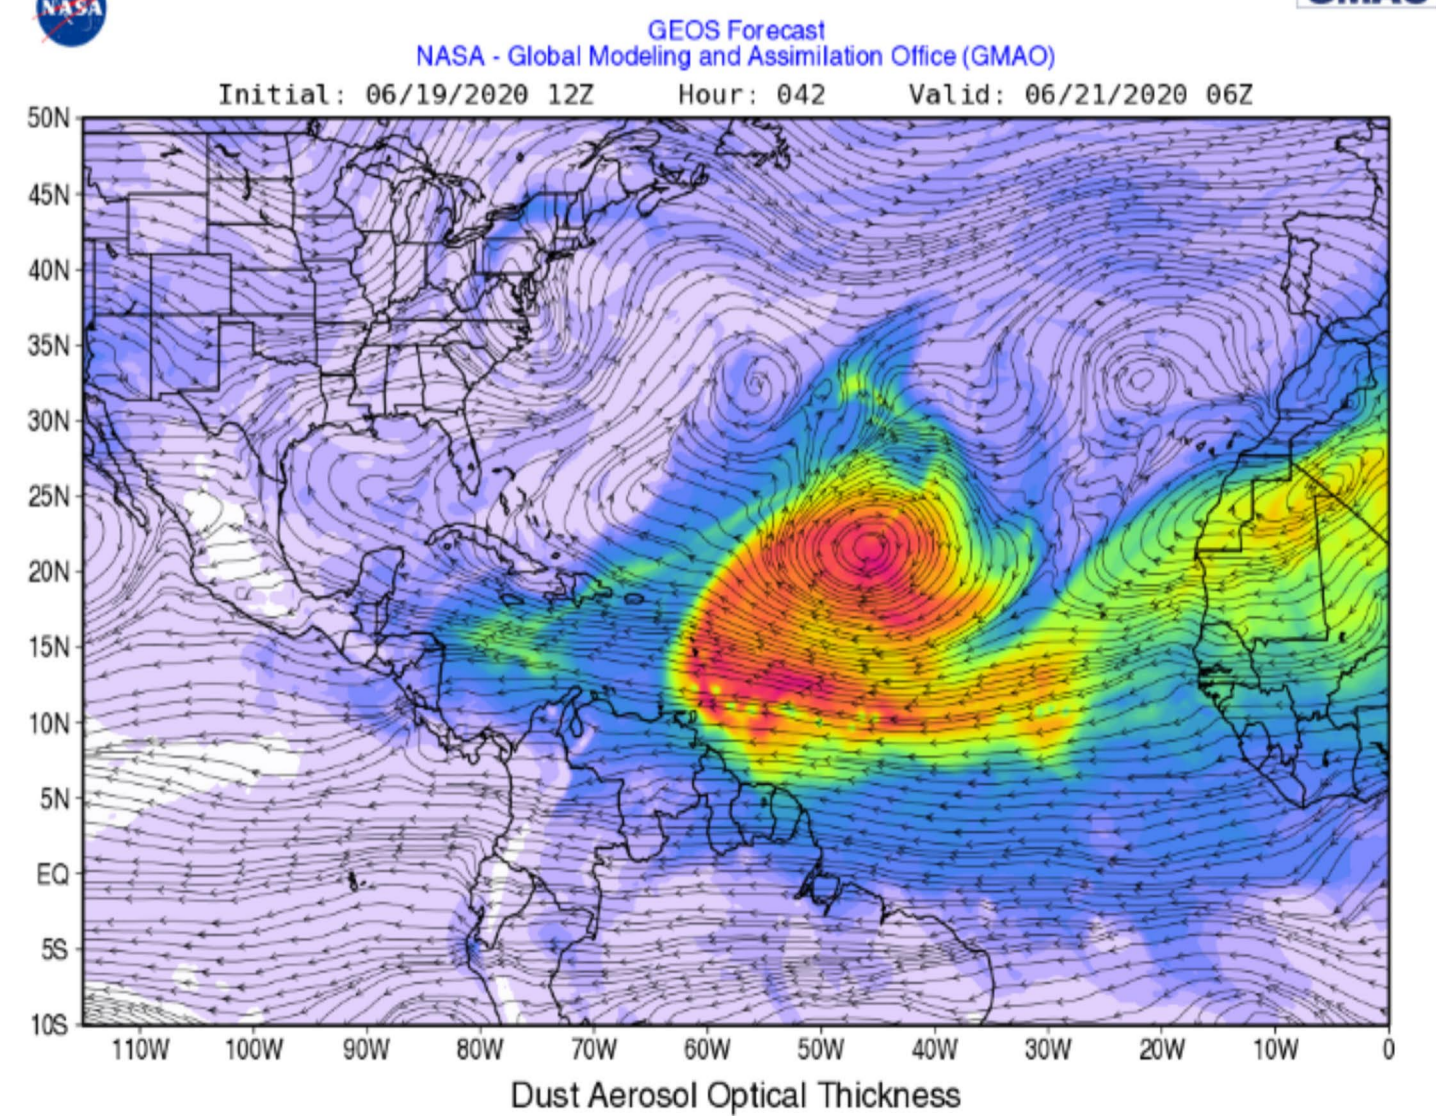 NASA
GMAO
GEOS Forecast
NASA - Global Modeling and Assimilation Office (GMAO)
Initial: 06/19/2020 12Z Hour: 042 Valid: 06/21/2020 06Z
50N
45N
40N
35N
30N
25N
20N
15N
10N
5N
EQ
5S
10S
110W 100W 90W 80W 70W 60W 50W 40W 30W 20W 10W 0
Dust Aerosol Optical Thickness